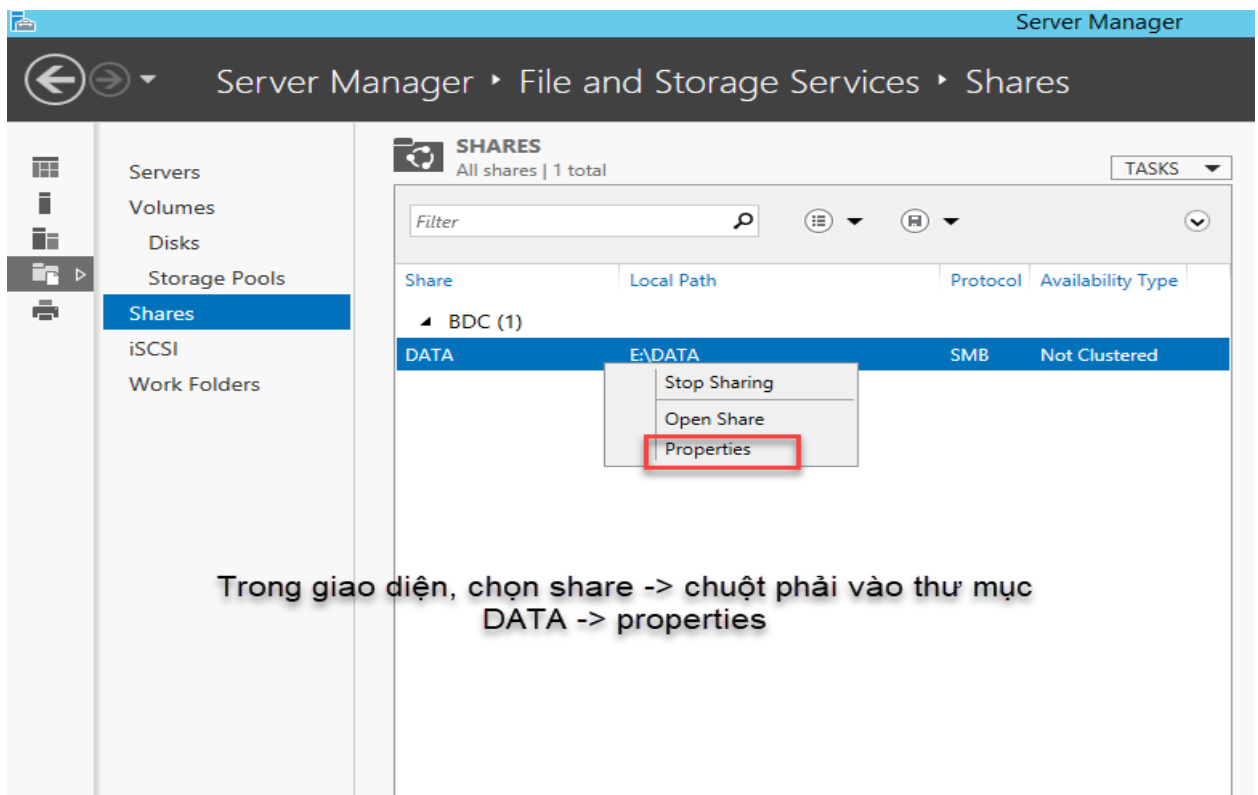 Server Manager
Server Manager ‣ File and Storage Services ‣ Shares
Servers
Volumes
Disks
Storage Pools
Shares
iSCSI
Work Folders
SHARES
All shares | 1 total
TASKS
Filter
Share Local Path Protocol Availability Type
BDC (1)
DATA E:\DATA SMB Not Clustered
Stop Sharing
Open Share
Properties
Trong giao diện, chọn share -> chuột phải vào thư mục
DATA -> properties